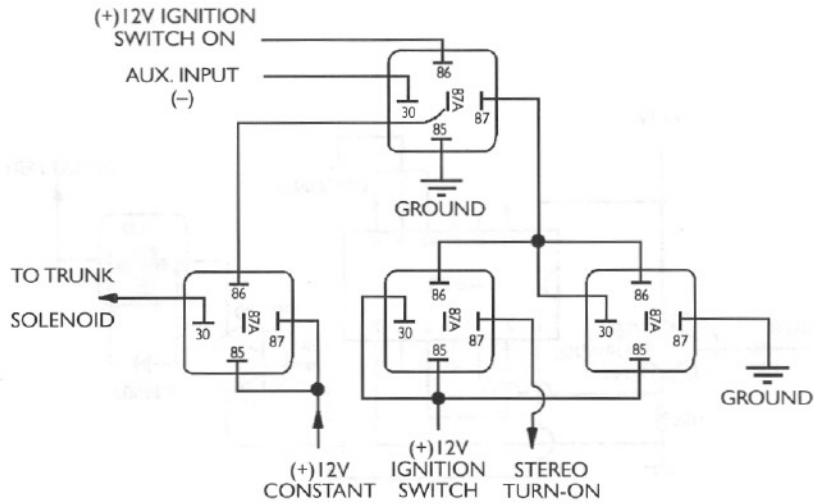 (+)12V IGNITION
SWITCH ON
AUX. INPUT
(–)
86
30
87A
87
85
GROUND
TO TRUNK
SOLENOID
86
30
87A
87
85
86
30
87A
87
85
86
30
87A
87
85
GROUND
(+)12V
CONSTANT
(+)12V
IGNITION
SWITCH
STEREO
TURN-ON